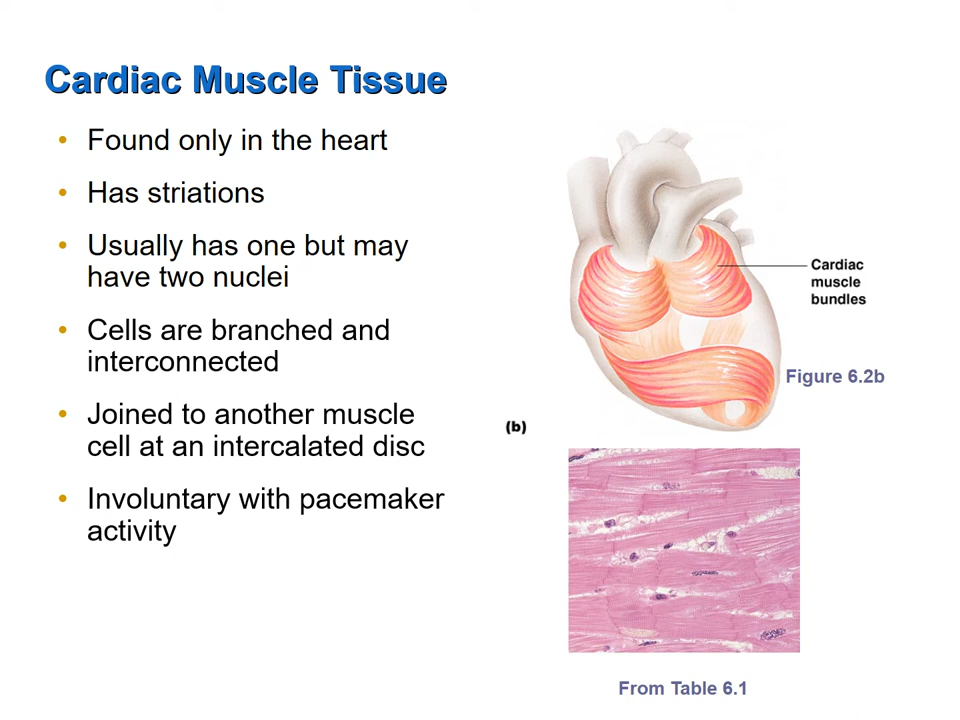 Cardiac Muscle Tissue
• Found only in the heart
• Has striations
• Usually has one but may
have two nuclei
• Cells are branched and
interconnected
• Joined to another muscle
cell at an intercalated disc
• Involuntary with pacemaker
activity
Cardiac
muscle
bundles
Figure 6.2b
(b)
From Table 6.1